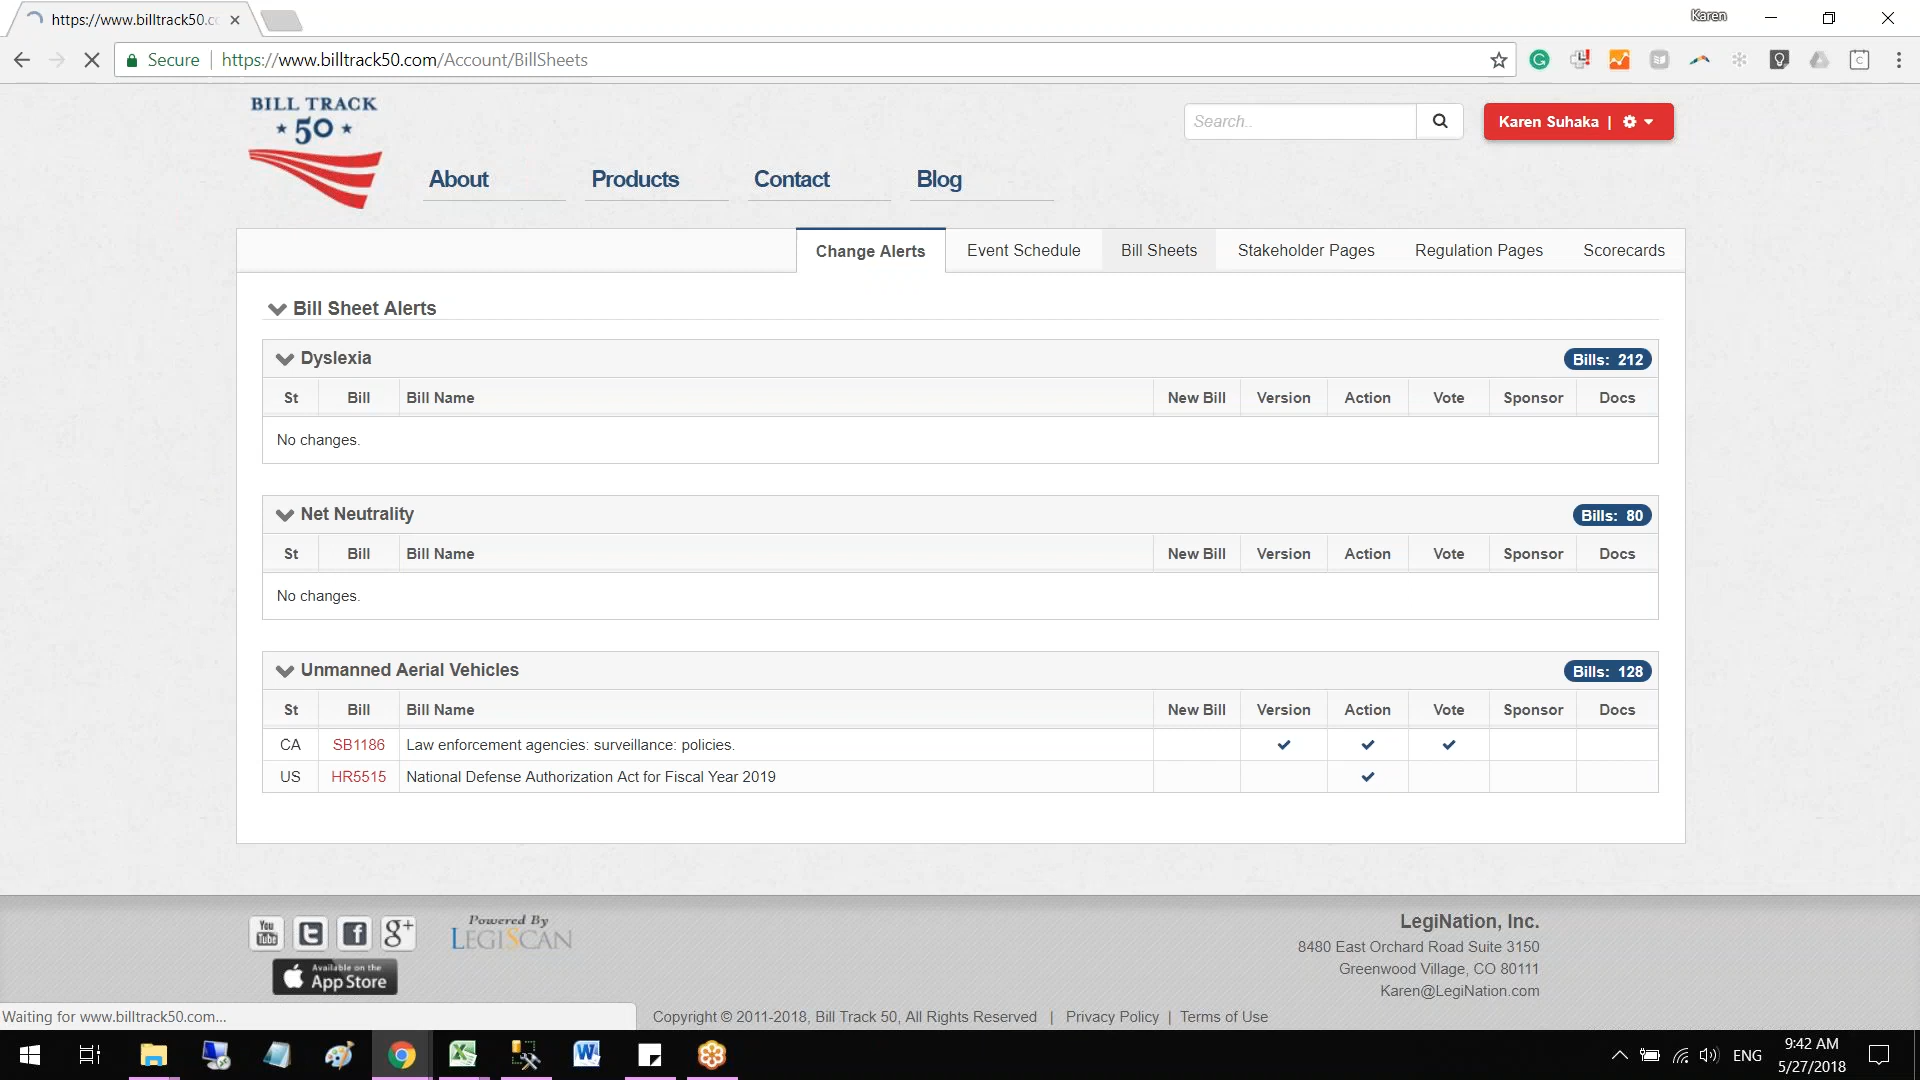 https://www.billtrack50.co
Karen
Secure https://www.billtrack50.com/Account/BillSheets
BILL TRACK
50
Search..
Karen Suhaka |
About Products Contact Blog
Change Alerts Event Schedule Bill Sheets Stakeholder Pages Regulation Pages Scorecards
Bill Sheet Alerts
Dyslexia Bills: 212
St Bill Bill Name New Bill Version Action Vote Sponsor Docs
No changes.
Net Neutrality Bills: 80
St Bill Bill Name New Bill Version Action Vote Sponsor Docs
No changes.
Unmanned Aerial Vehicles Bills: 128
St Bill Bill Name New Bill Version Action Vote Sponsor Docs
CA SB1186 Law enforcement agencies: surveillance: policies.
US HR5515 National Defense Authorization Act for Fiscal Year 2019
You Tube
Powered By
LEGISCAN
Available on the
App Store
LegiNation, Inc.
8480 East Orchard Road Suite 3150
Greenwood Village, CO 80111
Karen@LegiNation.com
Waiting for www.billtrack50.com...
Copyright © 2011-2018, Bill Track 50, All Rights Reserved | Privacy Policy | Terms of Use
ENG
9:42 AM
5/27/2018